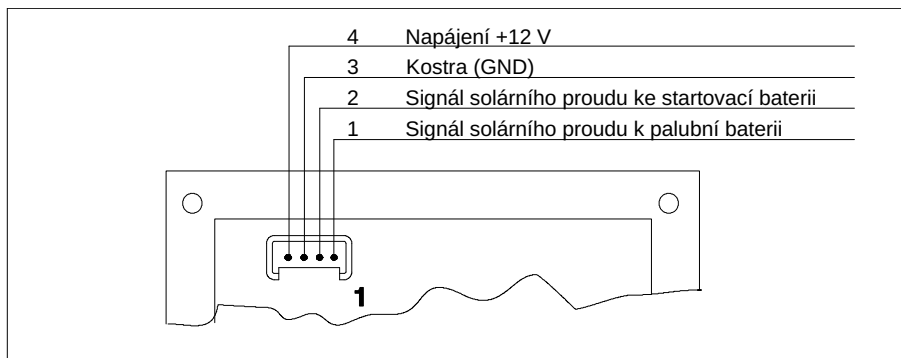 4 Napájení +12 V
3 Kostra (GND)
2 Signál solárního proudu ke startovací baterii
1 Signál solárního proudu k palubní baterii
1